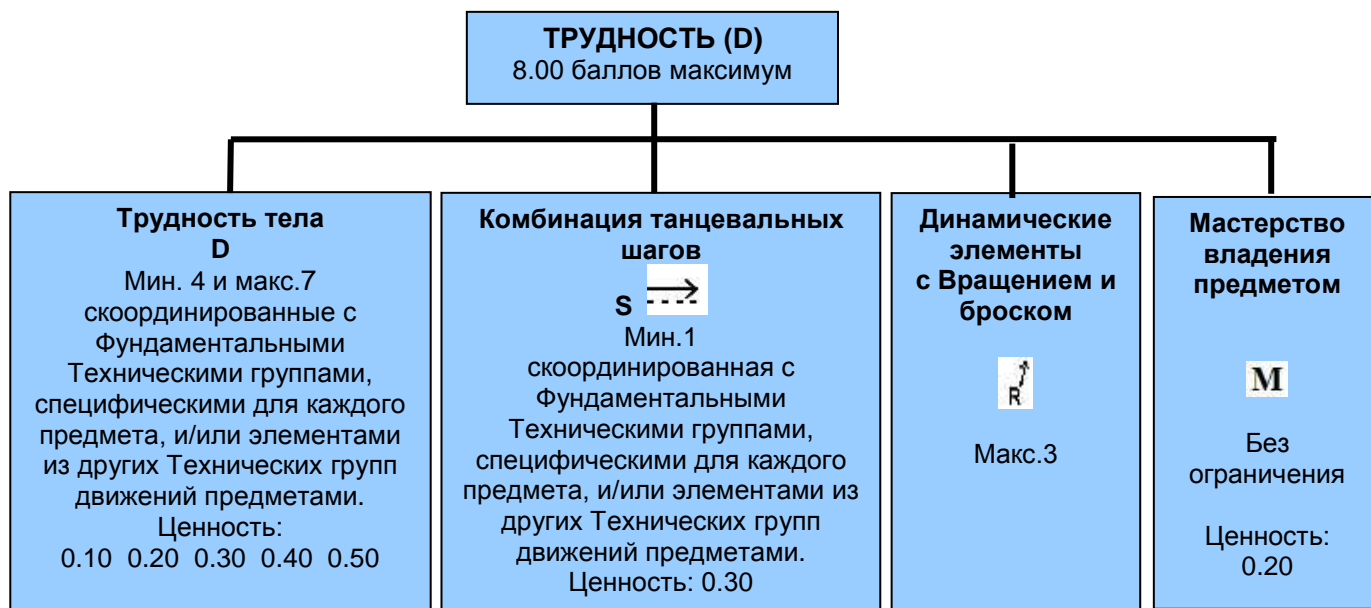 ТРУДНОСТЬ (D)
8.00 баллов максимум
Трудность тела
D
Мин. 4 и макс.7
скоординированные с
Фундаментальными
Техническими группами,
специфическими для каждого
предмета, и/или элементами
из других Технических групп
движений предметами.
Ценность:
0.10 0.20 0.30 0.40 0.50
Комбинация танцевальных
шагов
S
Мин.1
скоординированная с
Фундаментальными
Техническими группами,
специфическими для каждого
предмета, и/или элементами из
других Технических групп
движений предметами.
Ценность: 0.30
Динамические
элементы
с Вращением и
броском
R
Макс.3
Мастерство
владения
предметом
M
Без
ограничения
Ценность:
0.20